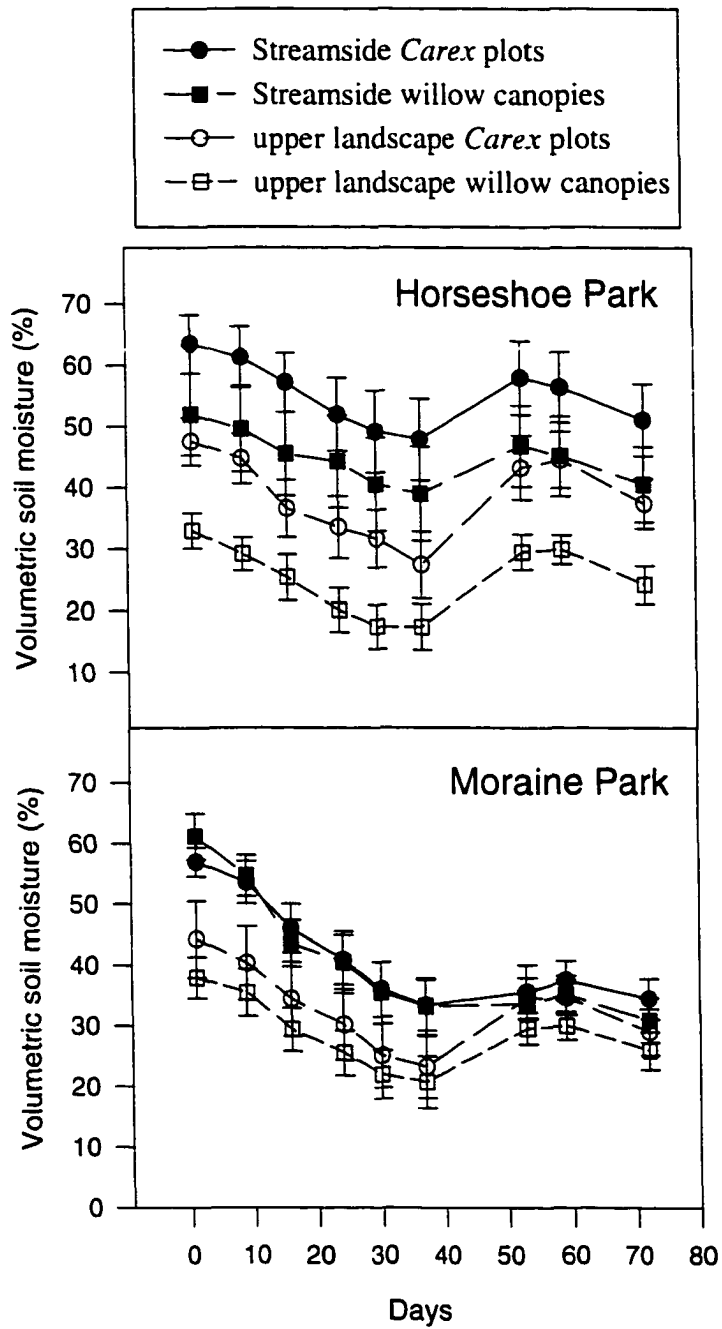 Streamside Carex plots
Streamside willow canopies
upper landscape Carex plots
upper landscape willow canopies
Horseshoe Park
Volumetric soil moisture (%)
70
60
50
40
30
20
10
Moraine Park
Volumetric soil moisture (%)
70
60
50
40
30
20
10
0
0 10 20 30 40 50 60 70 80
Days